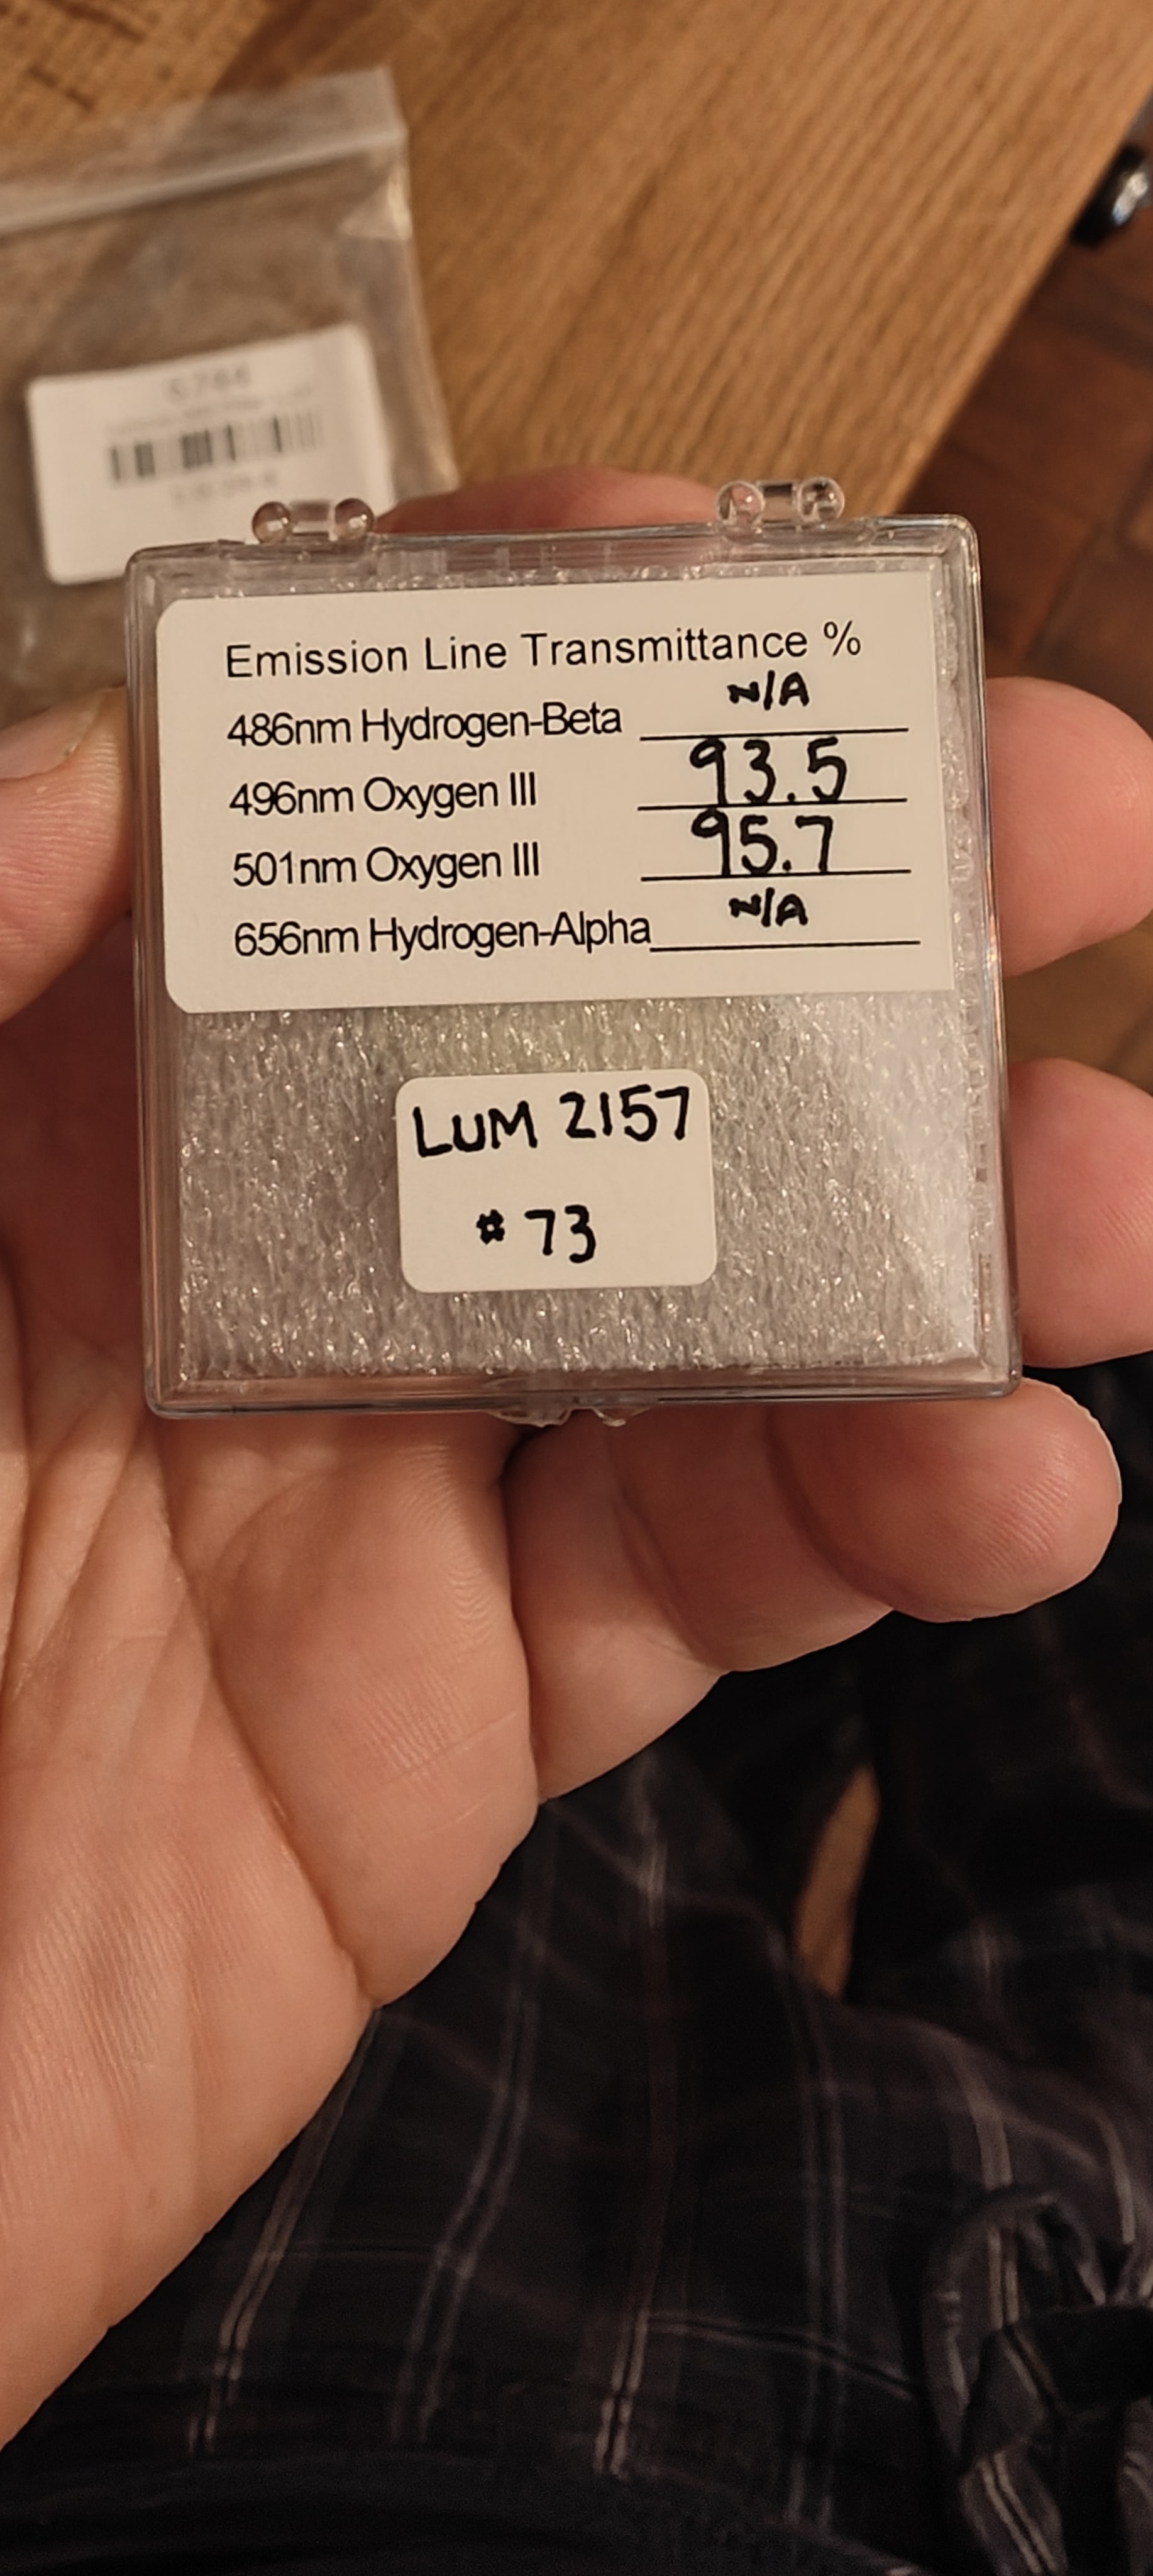 Emission Line Transmittance %
486nm Hydrogen-Beta N/A
496nm Oxygen III 93.5
501nm Oxygen III 95.7
656nm Hydrogen-Alpha N/A
LUM 2157
# 73